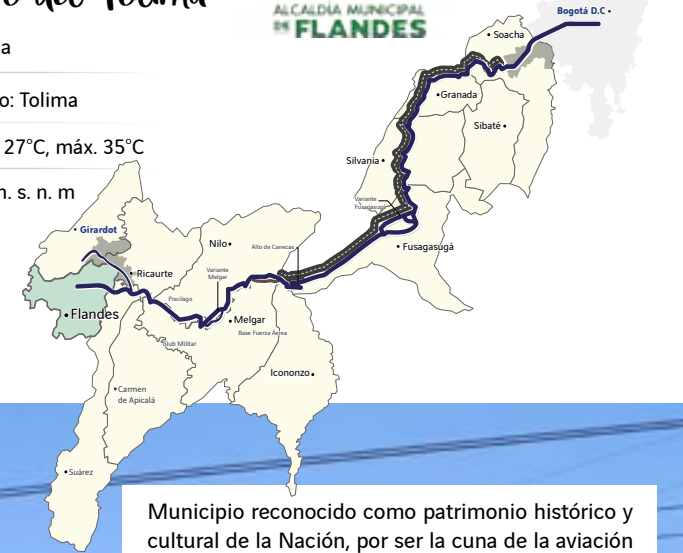 del Tolima
ALCALDÍA MUNICIPAL
DE FLANDES
Bogotá D.C
a
o: Tolima
27°C, máx. 35°C
. s. n. m
Soacha
Granada
Sibaté
Silvania
Variante
Fusagasugá
Fusagasugá
Girardot
Nilo
Alto de Canecas
Ricaurte
Variante
Melgar
Piscilago
Flandes
Melgar
Base Fuerza Aérea
Club Militar
Icononzo
Carmen
de Apicalá
Suárez
Municipio reconocido como patrimonio histórico y
cultural de la Nación, por ser la cuna de la aviación